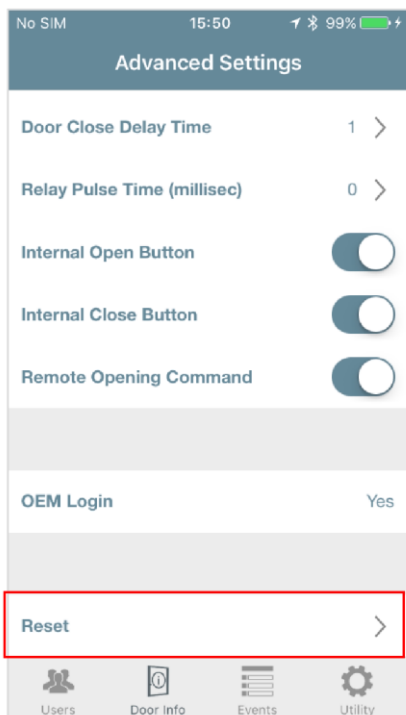 No SIM 15:50 99%
Advanced Settings
Door Close Delay Time 1
Relay Pulse Time (millisec) 0
Internal Open Button
Internal Close Button
Remote Opening Command
OEM Login Yes
Reset
Users Door Info Events Utility